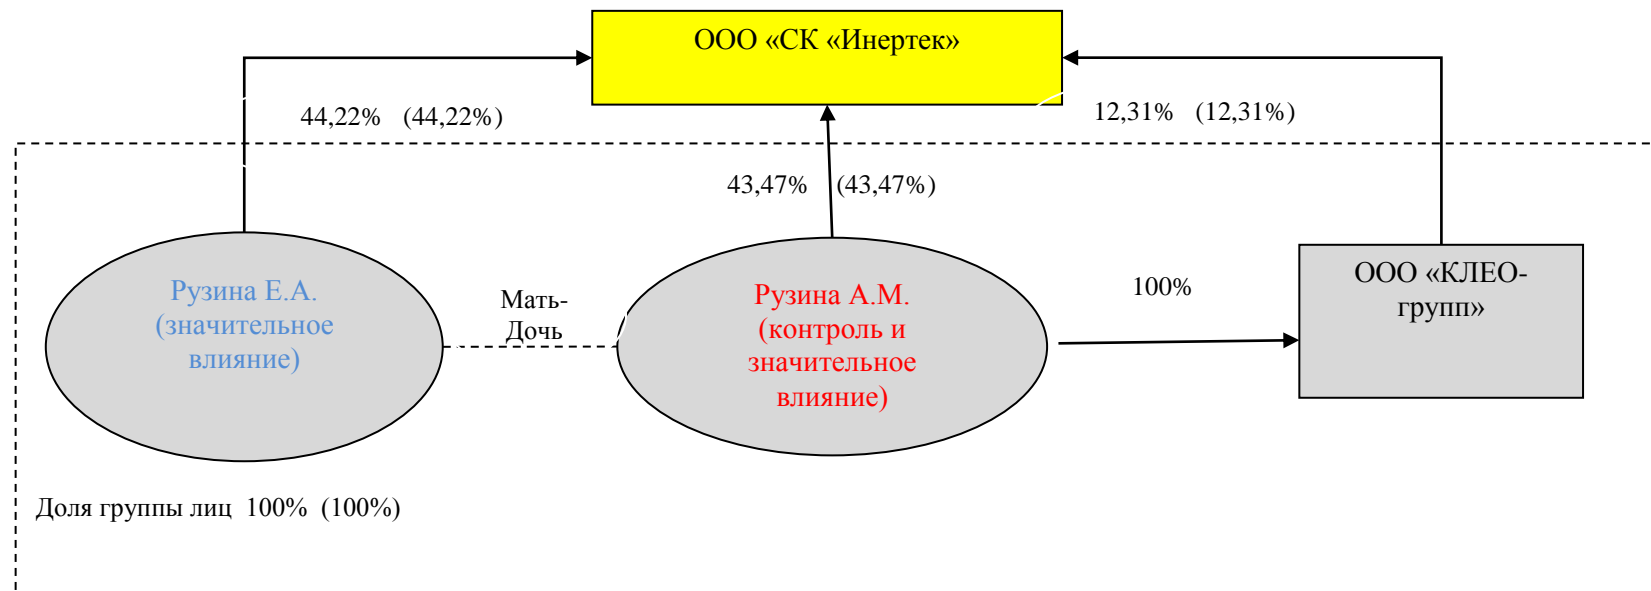 ООО «СК «Инертек»
44,22% (44,22%)
12,31% (12,31%)
43,47% (43,47%)
Рузина Е.А.
(значительное
влияние)
Мать-
Дочь
Рузина А.М.
(контроль и
значительное
влияние)
100%
ООО «КЛЕО-
групп»
Доля группы лиц 100% (100%)